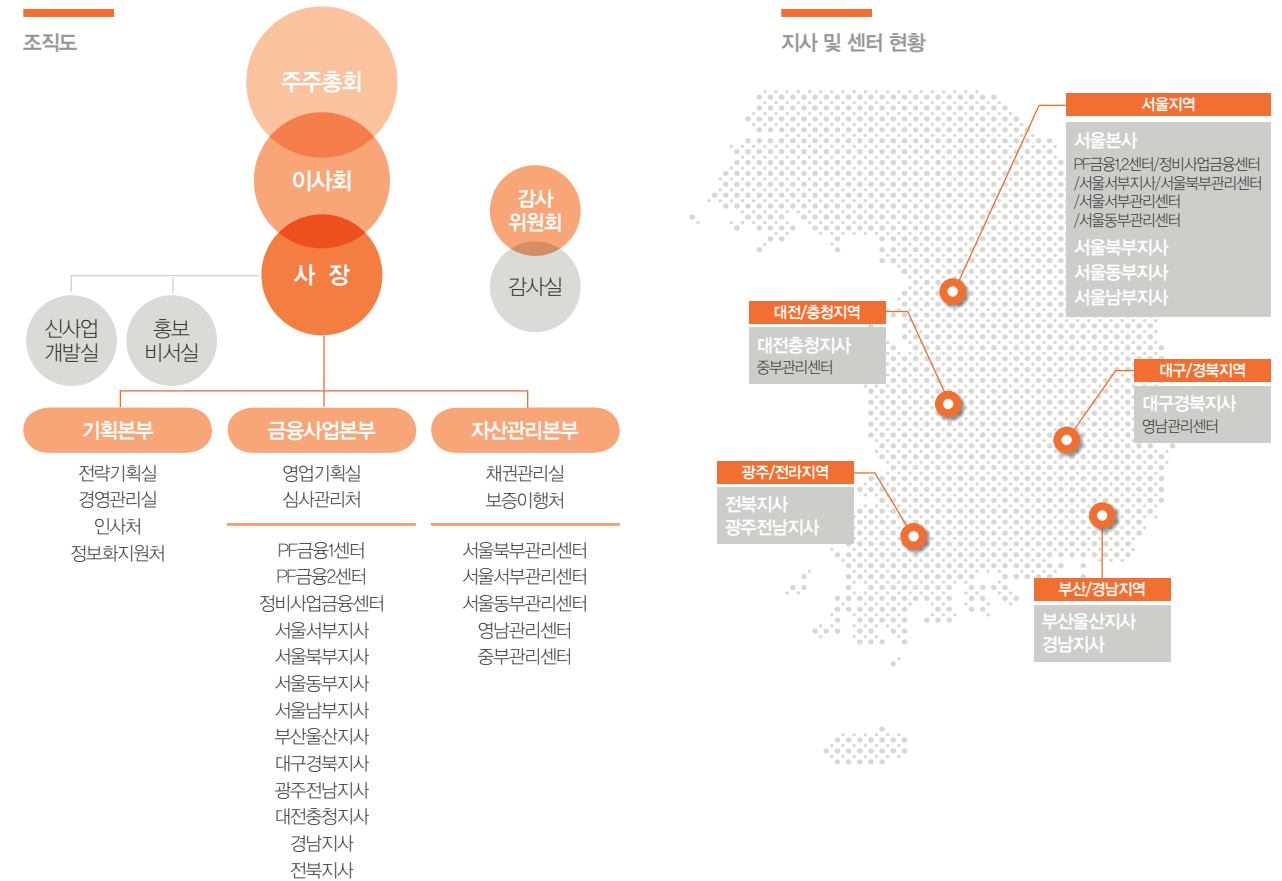 조직도
주주총회
이사회
사 장
감사
위원회
감사실
신사업
개발실
홍보
비서실
기획본부
전략기획실
경영관리실
인사처
정보화지원처
금융사업본부
영업기획실
심사관리처
PF금융1센터
PF금융2센터
정비사업금융센터
서울서부지사
서울북부지사
서울동부지사
서울남부지사
부산울산지사
대구경북지사
광주전남지사
대전충청지사
경남지사
전북지사
자산관리본부
채권관리실
보증이행처
서울북부관리센터
서울서부관리센터
서울동부관리센터
영남관리센터
중부관리센터
지사 및 센터 현황
서울지역
서울본사
PF금융1,2센터/정비사업금융센터
/서울서부지사/서울북부관리센터
/서울서부관리센터
/서울동부관리센터
서울북부지사
서울동부지사
서울남부지사
대전/충청지역
대전충청지사
중부관리센터
대구/경북지역
대구경북지사
영남관리센터
광주/전라지역
전북지사
광주전남지사
부산/경남지역
부산울산지사
경남지사